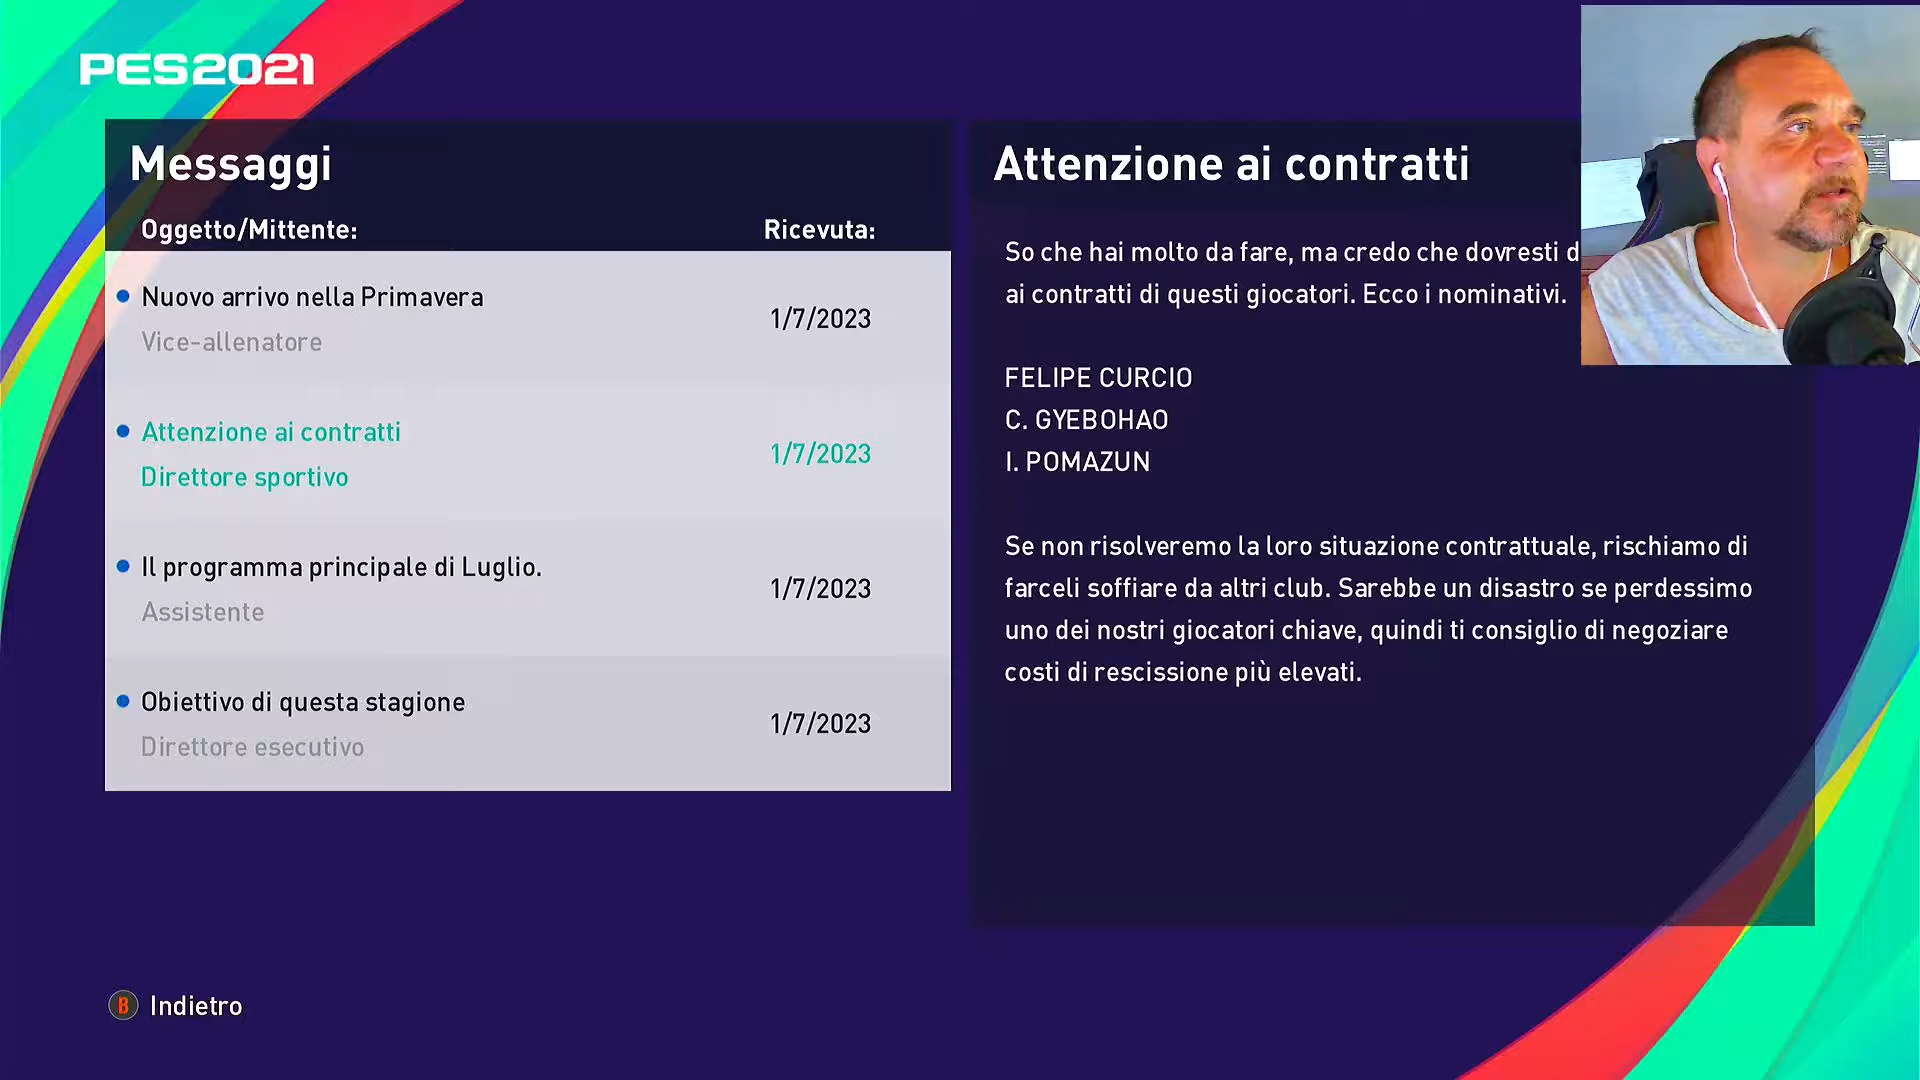 PES2021
Messaggi
Oggetto/Mittente:
Ricevuta:
Nuovo arrivo nella Primavera
Vice-allenatore
1/7/2023
Attenzione ai contratti
Direttore sportivo
1/7/2023
Il programma principale di Luglio.
Assistente
1/7/2023
Obiettivo di questa stagione
Direttore esecutivo
1/7/2023
Attenzione ai contratti
So che hai molto da fare, ma credo che dovresti
ai contratti di questi giocatori. Ecco i nominativi.
FELIPE CURCIO
C. GYEBOHAO
I. POMAZUN
Se non risolveremo la loro situazione contrattuale, rischiamo di
farceli soffiare da altri club. Sarebbe un disastro se perdessimo
uno dei nostri giocatori chiave, quindi ti consiglio di negoziare
costi di rescissione più elevati.
B Indietro